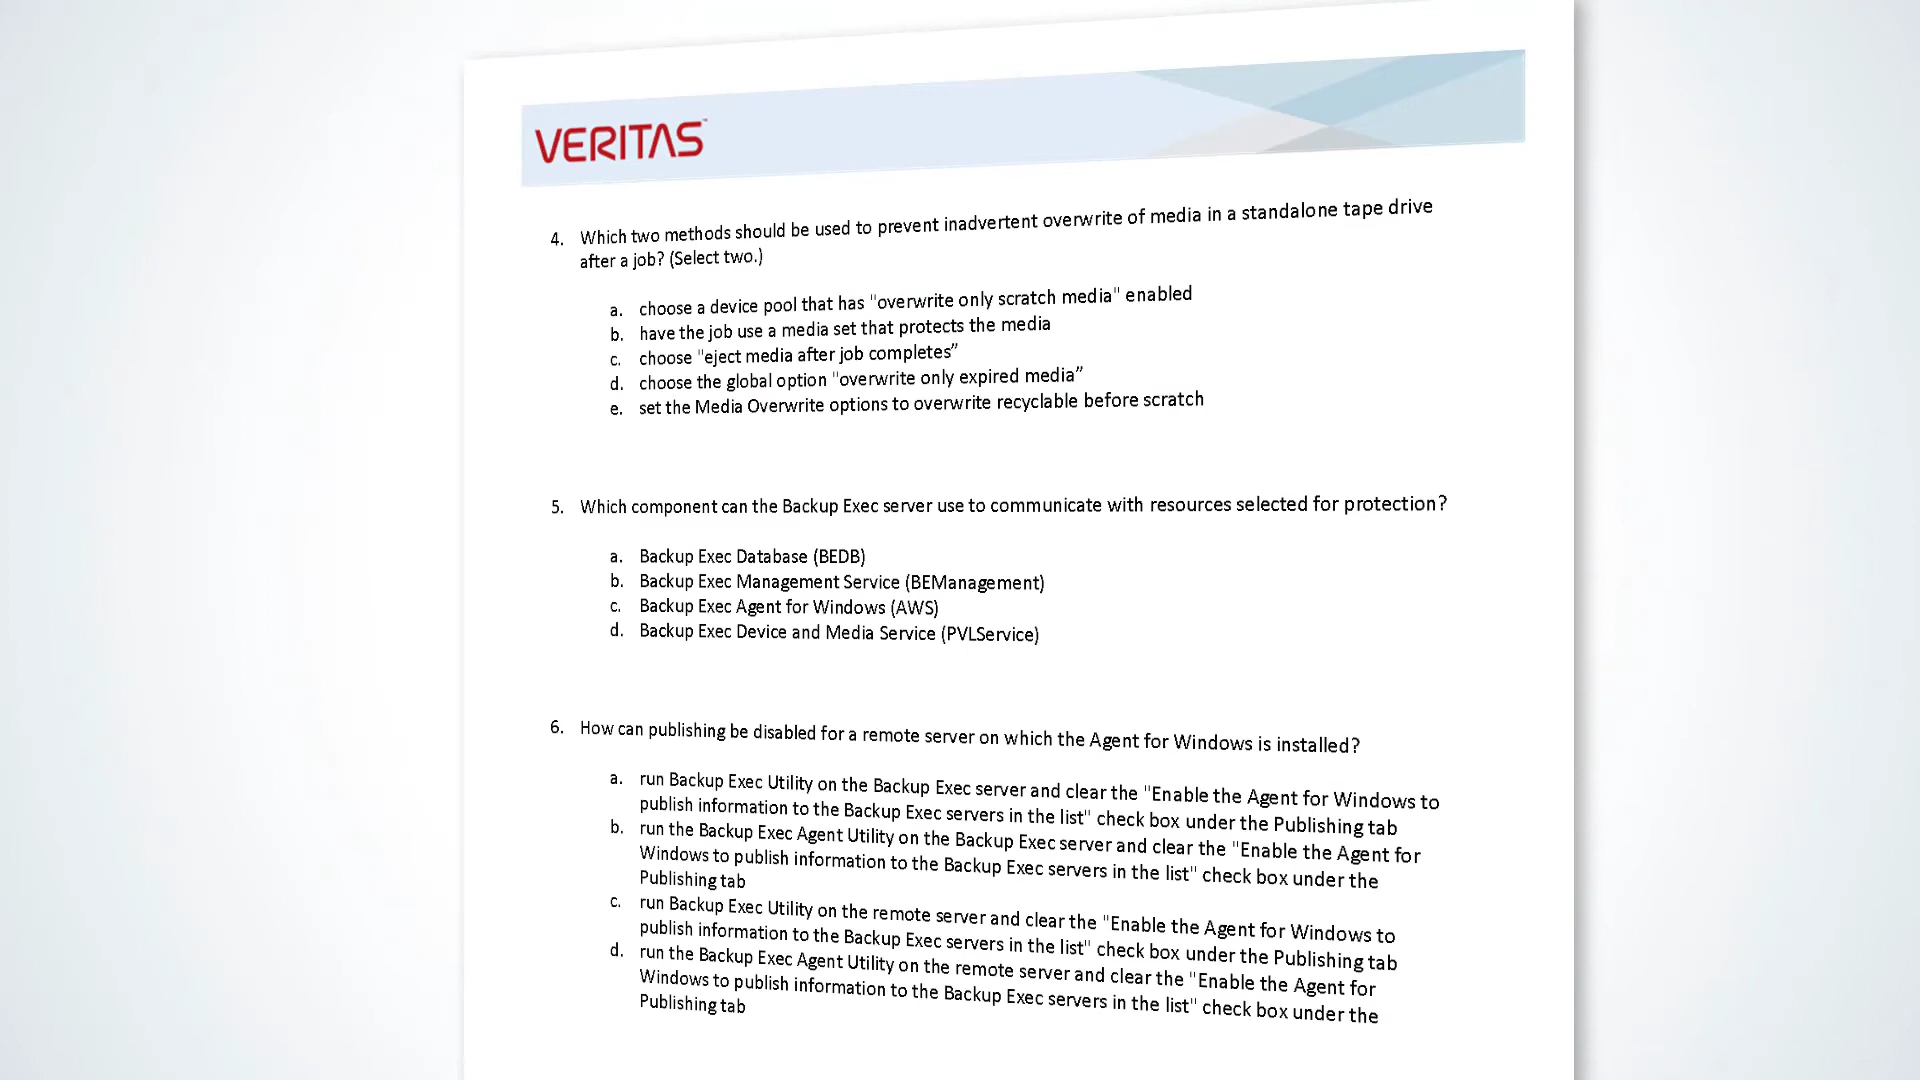 VERITAS™
4. Which two methods should be used to prevent inadvertent overwrite of media in a standalone tape drive
after a job? (Select two.)
a. choose a device pool that has "overwrite only scratch media" enabled
b. have the job use a media set that protects the media
c. choose "eject media after job completes”
d. choose the global option "overwrite only expired media”
e. set the Media Overwrite options to overwrite recyclable before scratch
5. Which component can the Backup Exec server use to communicate with resources selected for protection?
a. Backup Exec Database (BEDB)
b. Backup Exec Management Service (BEManagement)
c. Backup Exec Agent for Windows (AWS)
d. Backup Exec Device and Media Service (PVLService)
6. How can publishing be disabled for a remote server on which the Agent for Windows is installed?
a. run Backup Exec Utility on the Backup Exec server and clear the "Enable the Agent for Windows to
publish information to the Backup Exec servers in the list" check box under the Publishing tab
b. run the Backup Exec Agent Utility on the Backup Exec server and clear the "Enable the Agent for
Windows to publish information to the Backup Exec servers in the list" check box under the
Publishing tab
c. run Backup Exec Utility on the remote server and clear the "Enable the Agent for Windows to
publish information to the Backup Exec servers in the list" check box under the Publishing tab
d. run the Backup Exec Agent Utility on the remote server and clear the "Enable the Agent for
Windows to publish information to the Backup Exec servers in the list" check box under the
Publishing tab